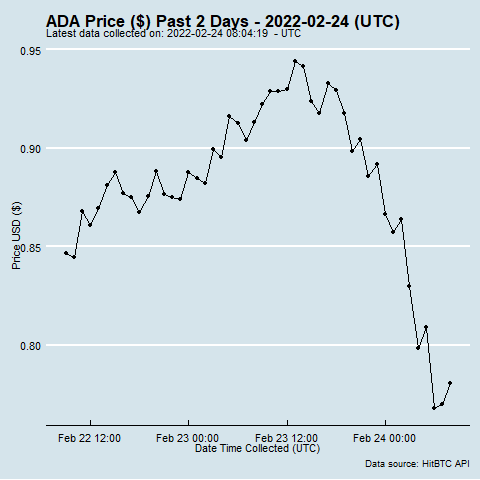 ADA Price ($) Past 2 Days - 2022-02-24 (UTC)
Latest data collected on: 2022-02-24 08:04:19 - UTC
0.95
0.90
0.85
0.80
Price USD ($)
Feb 22 12:00 Feb 23 00:00 Feb 23 12:00 Feb 24 00:00
Date Time Collected (UTC)
Data source: HitBTC API